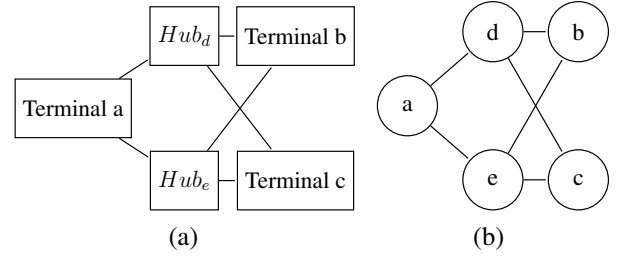 Hub_d Terminal b
Terminal a
Hub_e Terminal c
(a)
d b
a
e c
(b)